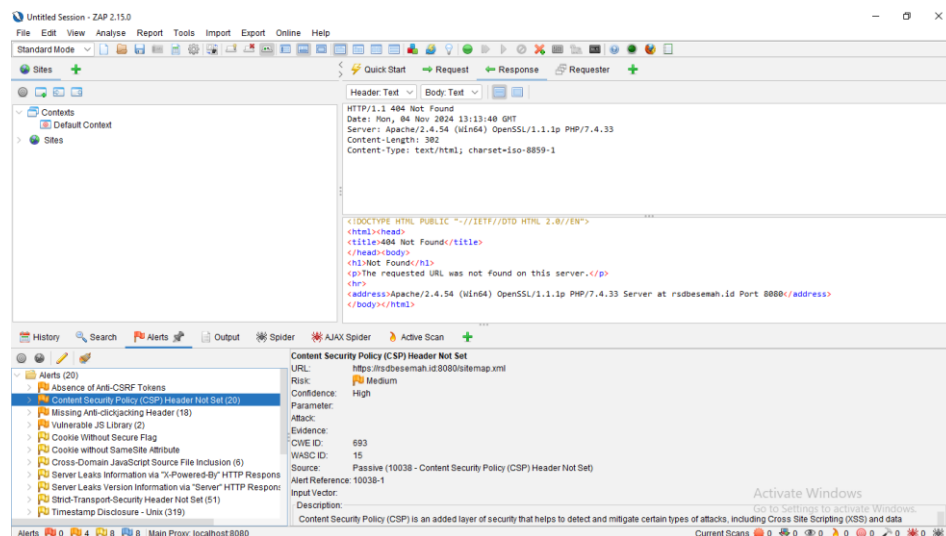 Untitled Session - ZAP 2.15.0
File Edit View Analyse Report Tools Import Export Online Help
Standard Mode
Sites
Quick Start Request Response Requester
Header: Text Body: Text
Contexts
Default Context
Sites
HTTP/1.1 404 Not Found
Date: Mon, 04 Nov 2024 13:13:40 GMT
Server: Apache/2.4.54 (Win64) OpenSSL/1.1.1p PHP/7.4.33
Content-Length: 302
Content-Type: text/html; charset=iso-8859-1
<!DOCTYPE HTML PUBLIC "-//IETF//DTD HTML 2.0//EN">
<html><head>
<title>404 Not Found</title>
</head><body>
<h1>Not Found</h1>
<p>The requested URL was not found on this server.</p>
<hr>
<address>Apache/2.4.54 (Win64) OpenSSL/1.1.1p PHP/7.4.33 Server at rsdbesemah.id Port 8080</address>
</body></html>
History Search Alerts Output Spider AJAX Spider Active Scan
Alerts (20)
Absence of Anti-CSRF Tokens
Content Security Policy (CSP) Header Not Set (20)
Missing Anti-clickjacking Header (18)
Vulnerable JS Library (2)
Cookie Without Secure Flag
Cookie without SameSite Attribute
Cross-Domain JavaScript Source File Inclusion (6)
Server Leaks Information via "X-Powered-By" HTTP Respons
Server Leaks Version Information via "Server" HTTP Respons
Strict-Transport-Security Header Not Set (51)
Timestamp Disclosure - Unix (319)
Content Security Policy (CSP) Header Not Set
URL: https://rsdbesemah.id:8080/sitemap.xml
Risk: Medium
Confidence: High
Parameter:
Attack:
Evidence:
CWE ID: 693
WASC ID: 15
Source: Passive (10038 - Content Security Policy (CSP) Header Not Set)
Alert Reference: 10038-1
Input Vector:
Description:
Content Security Policy (CSP) is an added layer of security that helps to detect and mitigate certain types of attacks, including Cross Site Scripting (XSS) and data
Activate Windows
Go to Settings to activate Windows.
Alerts 0 4 8 8 Main Proxy: localhost:8080
Current Scans 0 0 0 0 0 0 0